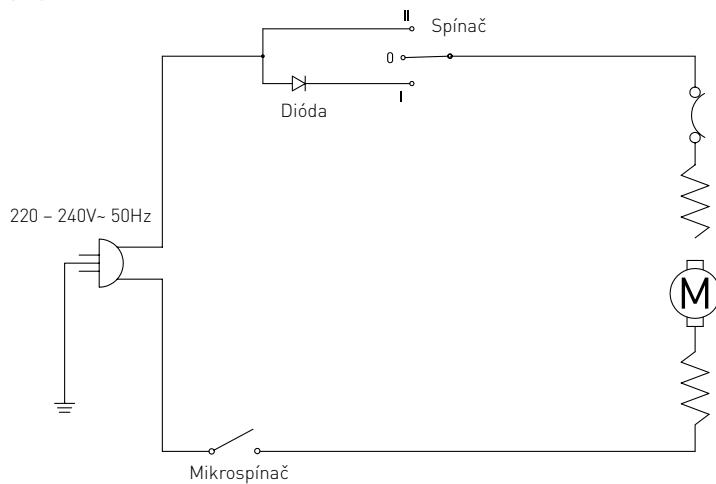 II
Spínač
0
I
Dióda
220 – 240V~ 50Hz
M
Mikrospínač